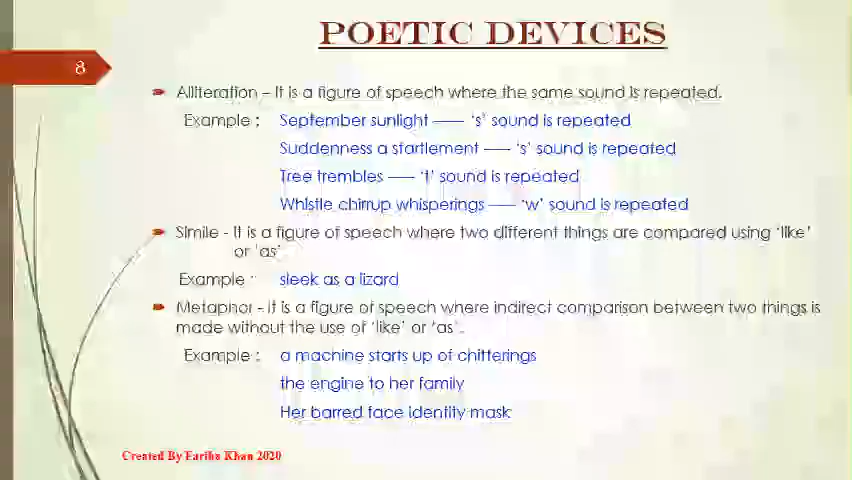 POETIC DEVICES
8
Alliteration – It is a figure of speech where the same sound is repeated.
Example : September sunlight —— ‘s’ sound is repeated
Suddenness a startlement —— ‘s’ sound is repeated
Tree trembles —— ‘t’ sound is repeated
Whistle chirrup whisperings —— ‘w’ sound is repeated
Simile - It is a figure of speech where two different things are compared using ‘like’
or ‘as’
Example : sleek as a lizard
Metaphor - It is a figure of speech where indirect comparison between two things is
made without the use of ‘like’ or ‘as’.
Example : a machine starts up of chitterings
the engine to her family
Her barred face identity mask
Created By Fariha Khan 2020